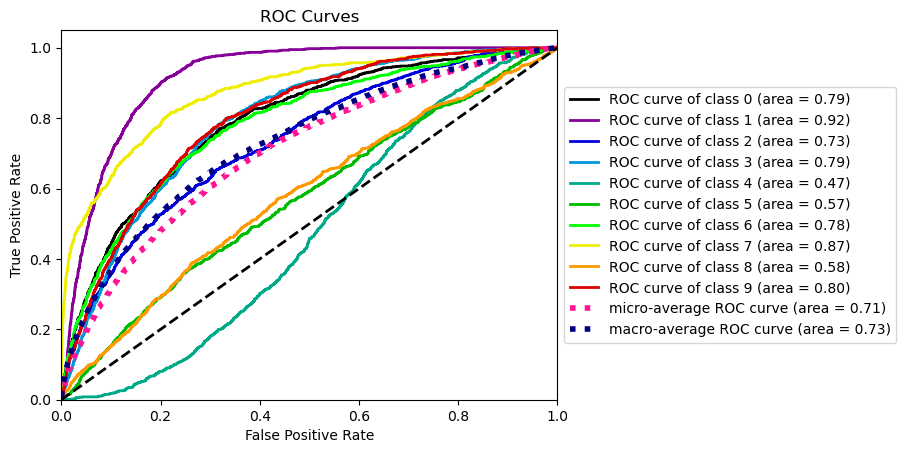 ROC Curves
1.0
0.8
0.6
0.4
0.2
0.0
True Positive Rate
0.0 0.2 0.4 0.6 0.8 1.0
False Positive Rate
ROC curve of class 0 (area = 0.79)
ROC curve of class 1 (area = 0.92)
ROC curve of class 2 (area = 0.73)
ROC curve of class 3 (area = 0.79)
ROC curve of class 4 (area = 0.47)
ROC curve of class 5 (area = 0.57)
ROC curve of class 6 (area = 0.78)
ROC curve of class 7 (area = 0.87)
ROC curve of class 8 (area = 0.58)
ROC curve of class 9 (area = 0.80)
micro-average ROC curve (area = 0.71)
macro-average ROC curve (area = 0.73)